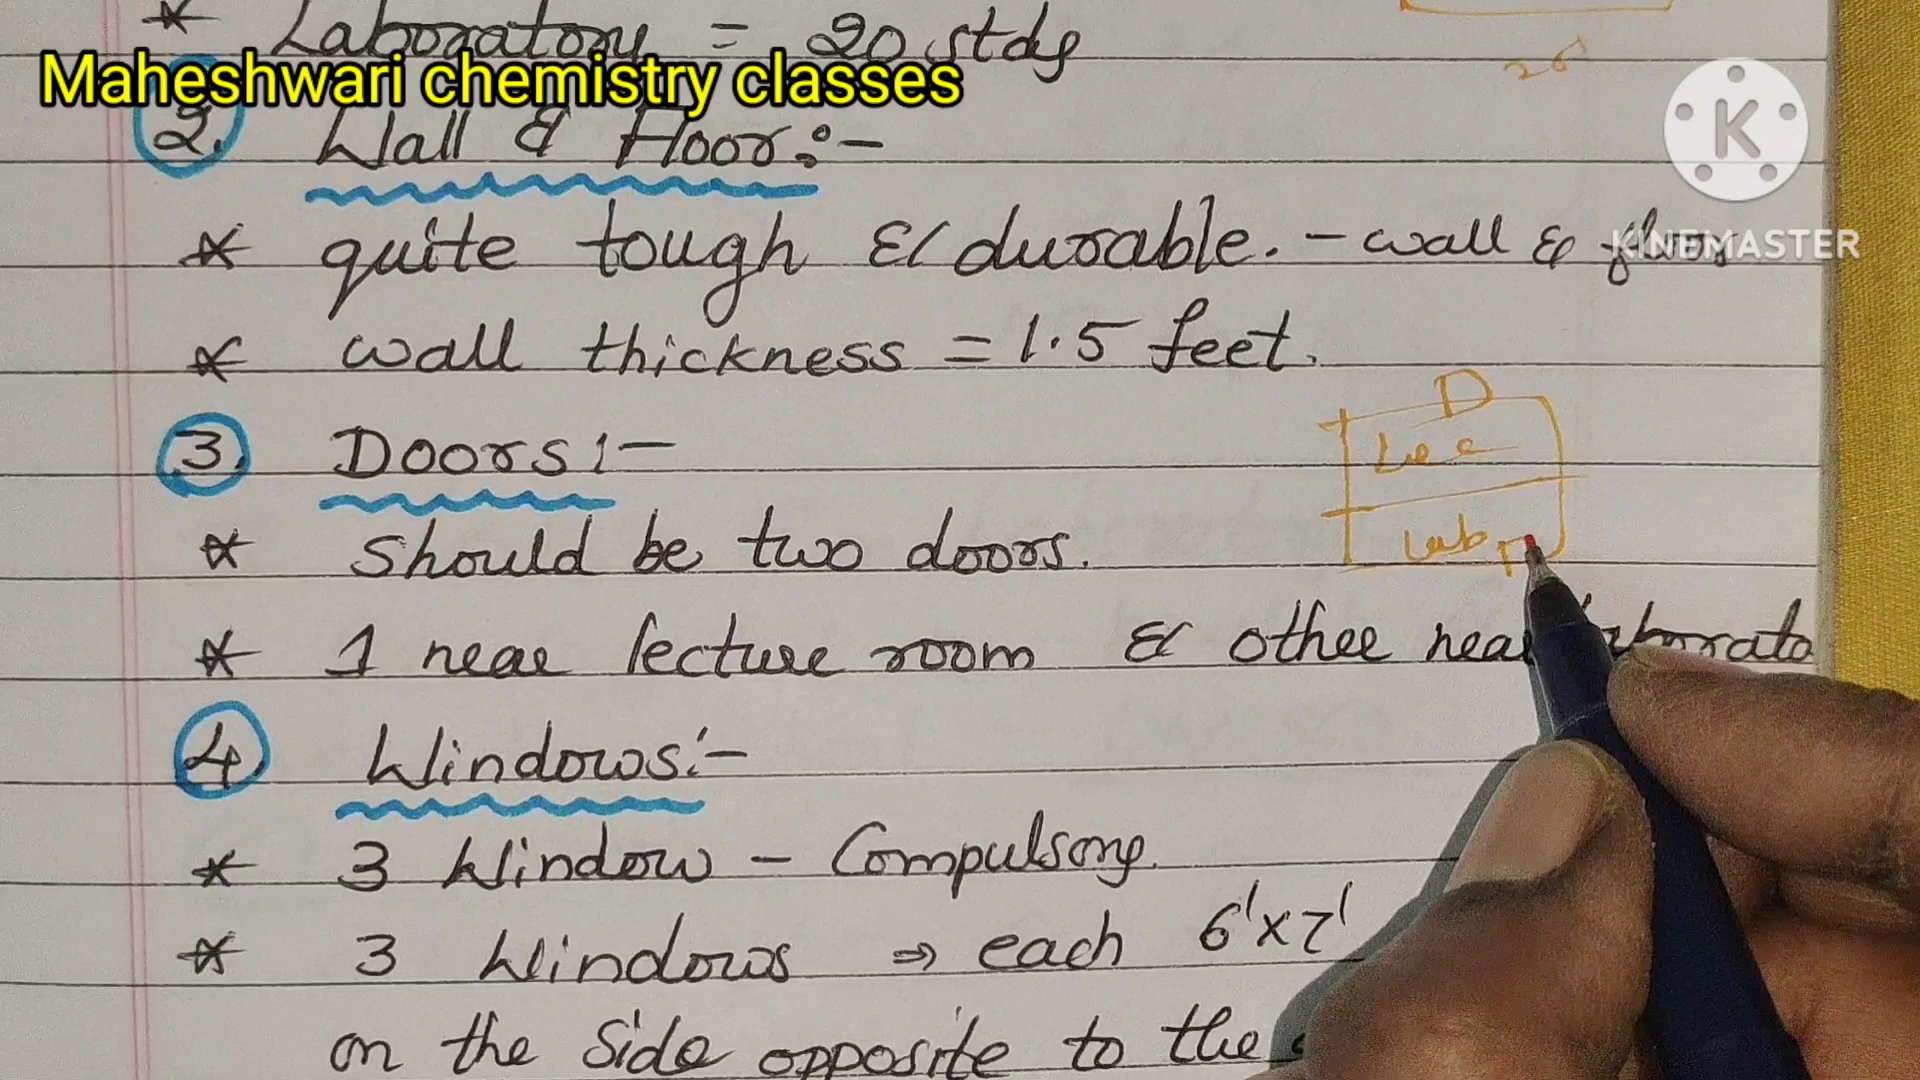 * Laboratory = 20 stds
Maheshwari chemistry classes
26
K
2. Wall & Floor:-
* quite tough & durable. - wall & floor
KINEMASTER
* wall thickness = 1.5 feet.
D
3. Doors:-
Lec
* should be two doors.
Lab
* 1 near lecture room & other near laborato
4. Windows:-
* 3 Window - Compulsory.
* 3 Windows ⇒ each 6'x7'
on the side opposite to the